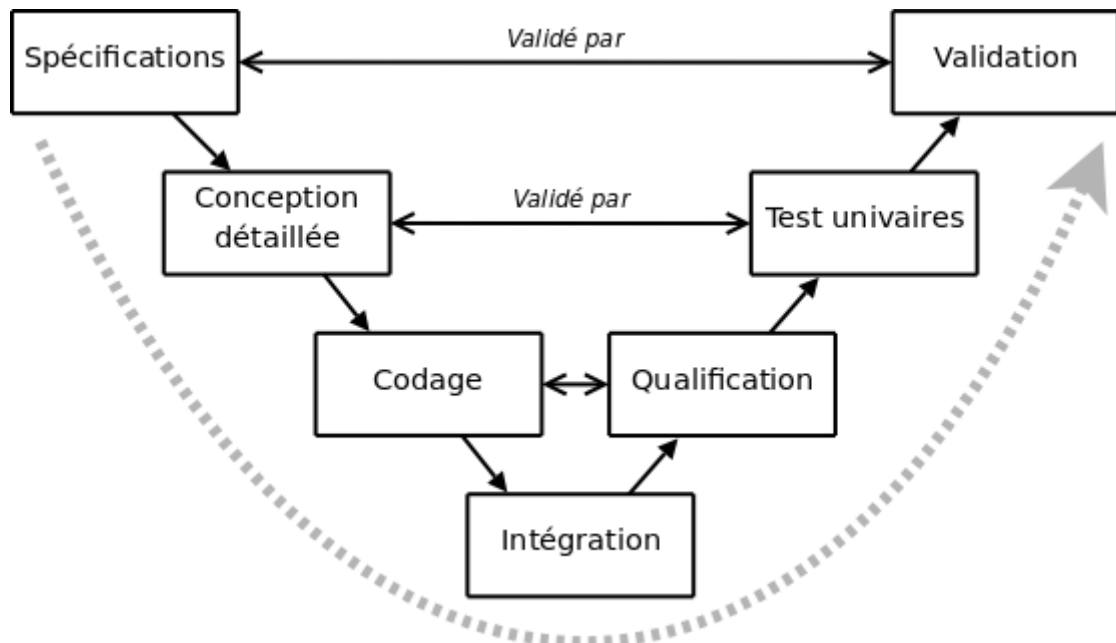 Spécifications
Validé par
Validation
Conception
détaillée
Validé par
Test univaires
Codage
Qualification
Intégration